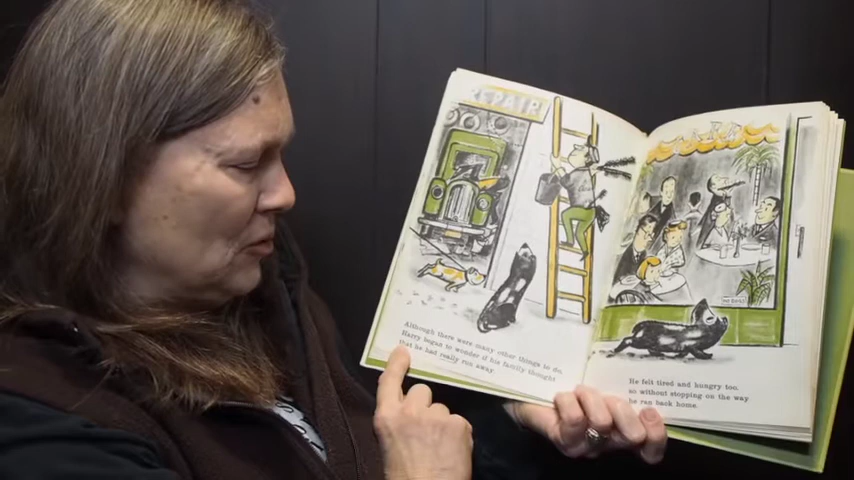 REPAIR
Although there were many other things to do,
Harry began to wonder if his family thought
that he had really run away.
He felt tired and hungry too,
so without stopping on the way
he ran back home.